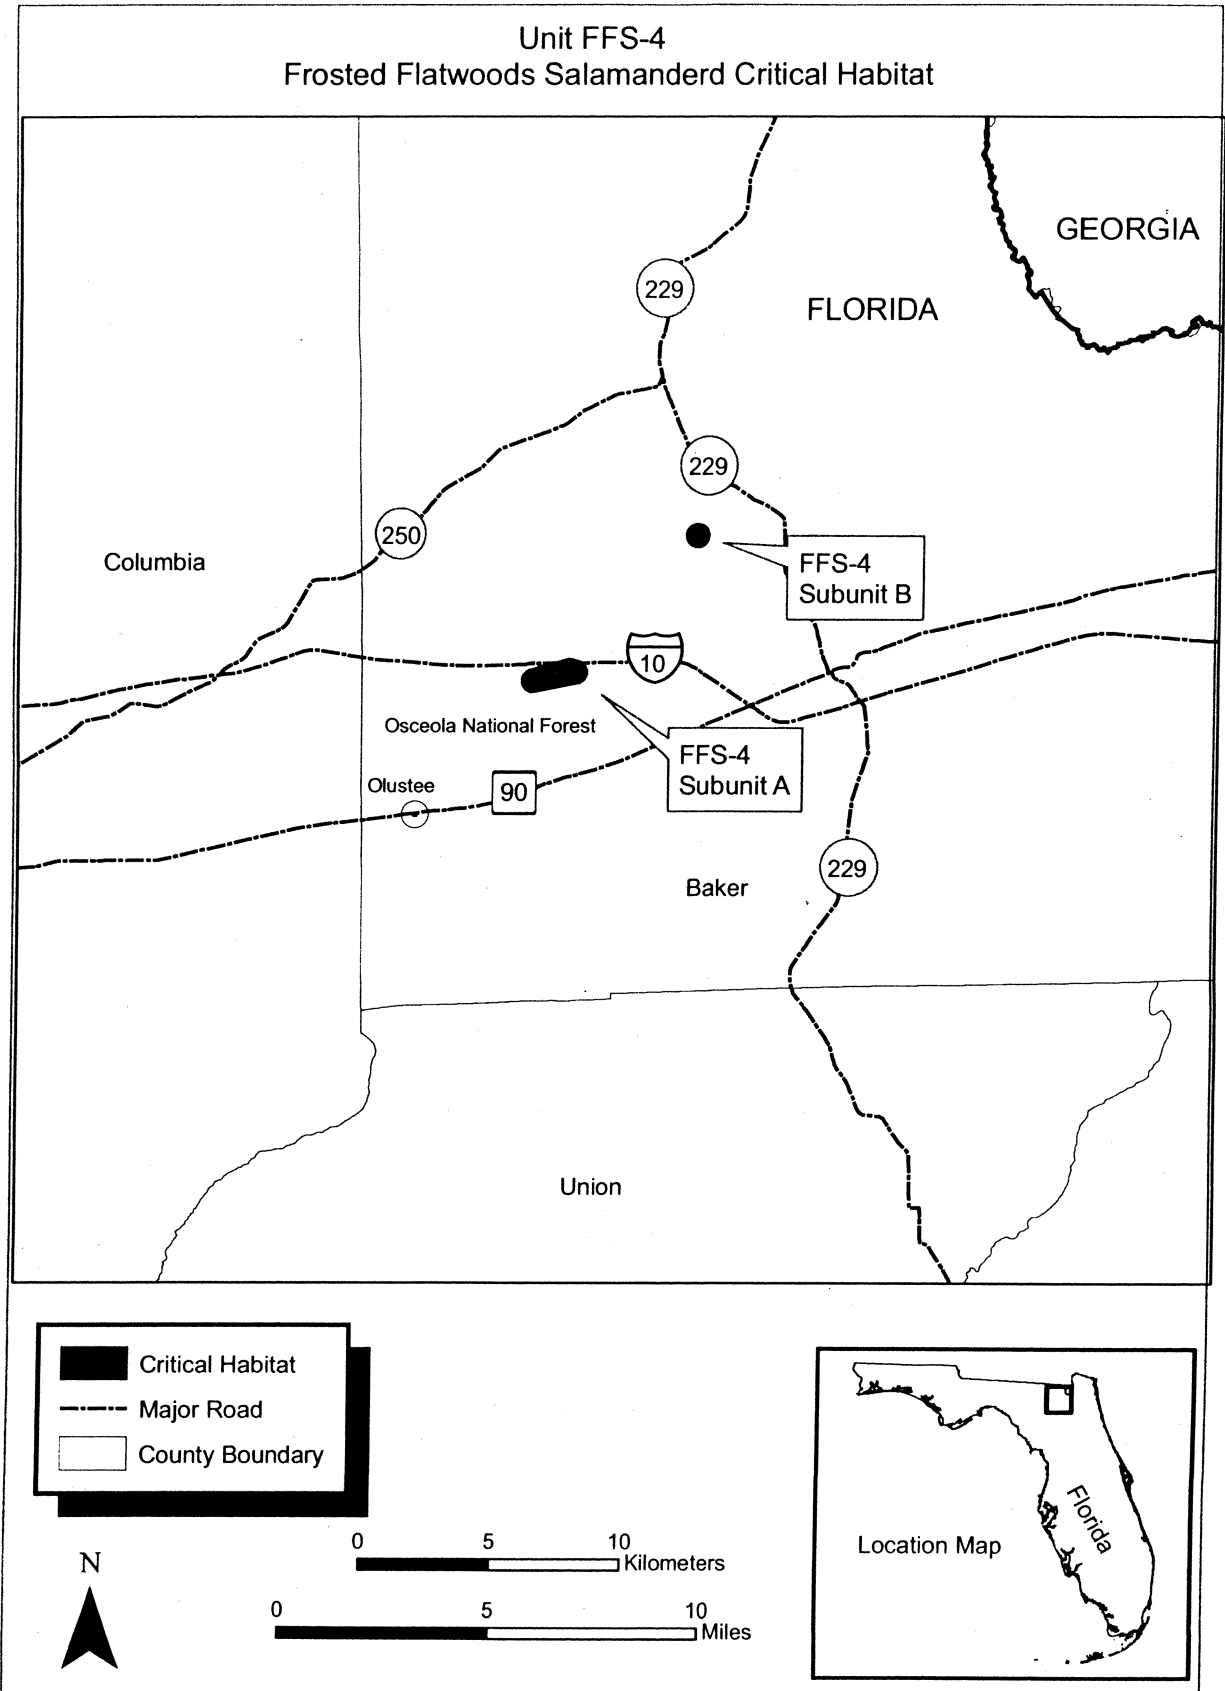 Unit FFS-4
Frosted Flatwoods Salamanderd Critical Habitat
GEORGIA
229
FLORIDA
229
250
Columbia
FFS-4
Subunit B
10
Osceola National Forest
FFS-4
Subunit A
Olustee
90
229
Baker
Union
Critical Habitat
Major Road
County Boundary
Florida
Location Map
N
0 5 10
Kilometers
0 5 10
Miles